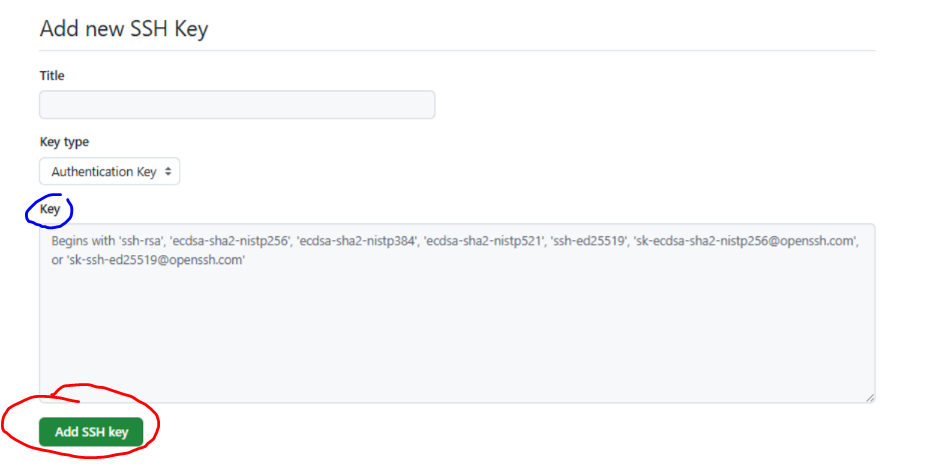 Add new SSH Key
Title
Key type
Authentication Key
Key
Begins with 'ssh-rsa', 'ecdsa-sha2-nistp256', 'ecdsa-sha2-nistp384', 'ecdsa-sha2-nistp521', 'ssh-ed25519', 'sk-ecdsa-sha2-nistp256@openssh.com',
or 'sk-ssh-ed25519@openssh.com'
Add SSH key